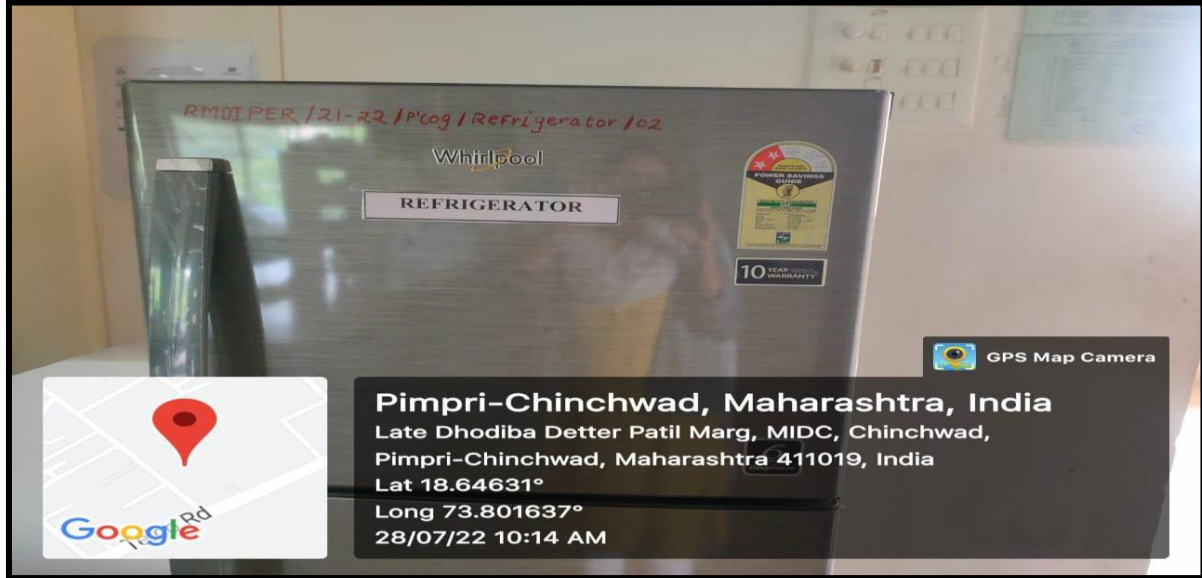 RMDIPER/21-22/P'cog/Refrigerator/02
Whirlpool
REFRIGERATOR
POWER SAVINGS
GUIDE
10 YEAR
WARRANTY
GPS Map Camera
Pimpri-Chinchwad, Maharashtra, India
Late Dhodiba Detter Patil Marg, MIDC, Chinchwad,
Pimpri-Chinchwad, Maharashtra 411019, India
Lat 18.64631°
Long 73.801637°
28/07/22 10:14 AM
Google